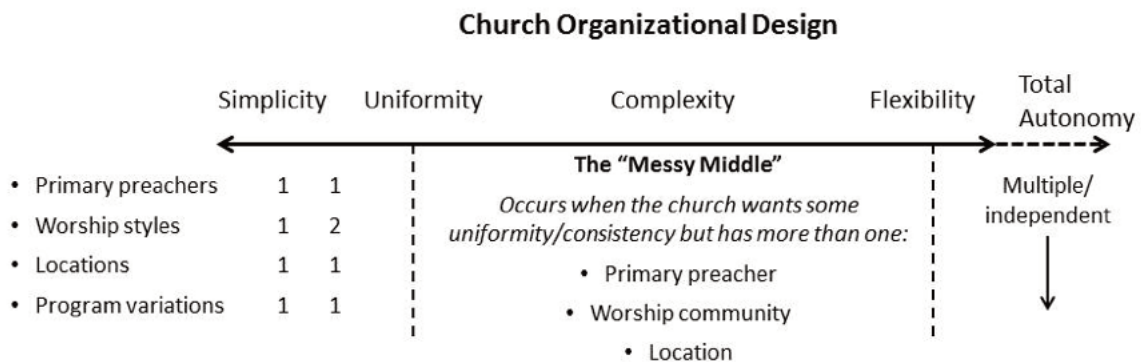 Church Organizational Design
Simplicity Uniformity Complexity Flexibility Total
Autonomy
• Primary preachers 1 1
• Worship styles 1 2
• Locations 1 1
• Program variations 1 1
The “Messy Middle”
Occurs when the church wants some
uniformity/consistency but has more than one:
• Primary preacher
• Worship community
• Location
Multiple/
independent